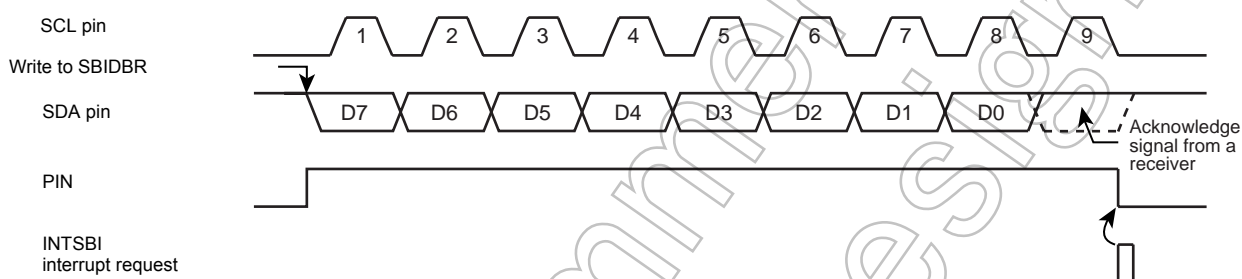 SCL pin
1 2 3 4 5 6 7 8 9
Write to SBIDBR
SDA pin
D7 D6 D5 D4 D3 D2 D1 D0
Acknowledge
signal from a
receiver
PIN
INTSBI
interrupt request